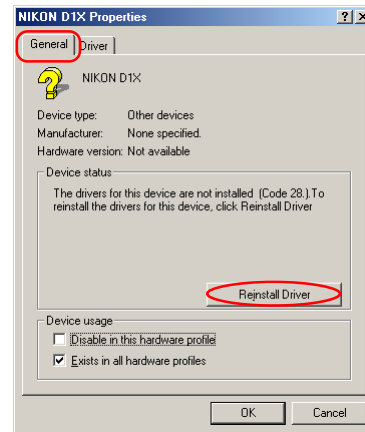 NIKON D1X Properties
General
Driver
NIKON D1X
Device type: Other devices
Manufacturer: None specified.
Hardware version: Not available
Device status
The drivers for this device are not installed (Code 28.).To
reinstall the drivers for this device, click Reinstall Driver
Reinstall Driver
Device usage
Disable in this hardware profile
Exists in all hardware profiles
OK
Cancel